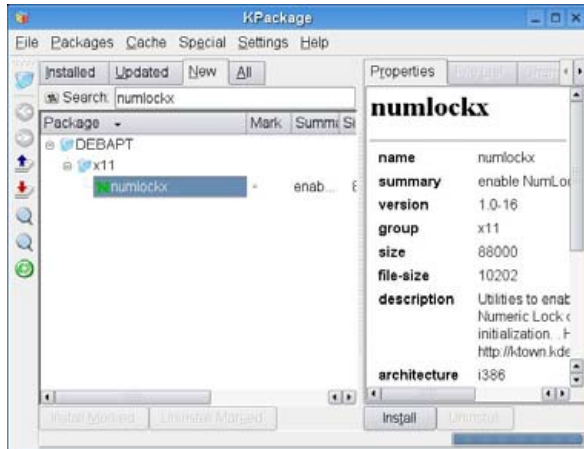 KPackage
File Packages Cache Special Settings Help
Installed Updated New All
Search: numlockx
Package Mark Summ
DEBAPT
x11
numlockx - enab...
Properties
numlockx
name numlockx
summary enable NumLo
version 1.0-16
group x11
size 88000
file-size 10202
description Utilities to enab
Numeric Lock
initialization. . H
http://ktown.kde
architecture i386
Install Marked Uninstall Marked
Install Uninstall